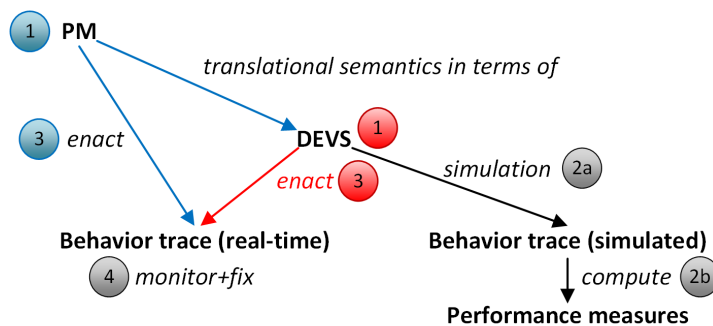 1 PM
translational semantics in terms of
3 enact
DEVS 1
simulation 2a
enact 3
Behavior trace (real-time)
Behavior trace (simulated)
4 monitor+fix
compute 2b
Performance measures